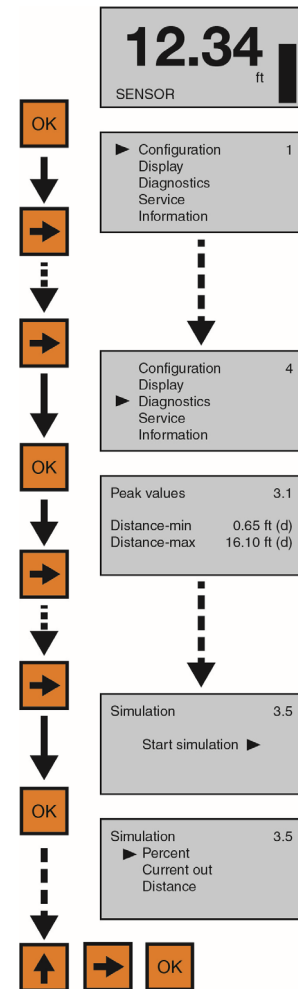 12.34
ft
SENSOR
OK
Configuration 1
Display
Diagnostics
Service
Information
Configuration 4
Display
Diagnostics
Service
Information
OK
Peak values 3.1
Distance-min 0.65 ft (d)
Distance-max 16.10 ft (d)
Simulation 3.5
Start simulation
OK
Simulation 3.5
Percent
Current out
Distance
OK